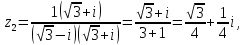 z₂ = 1(√3+i)/((√3−i)(√3+i)) = (√3+i)/(3+1) = √3/4 + 1/4 i ,